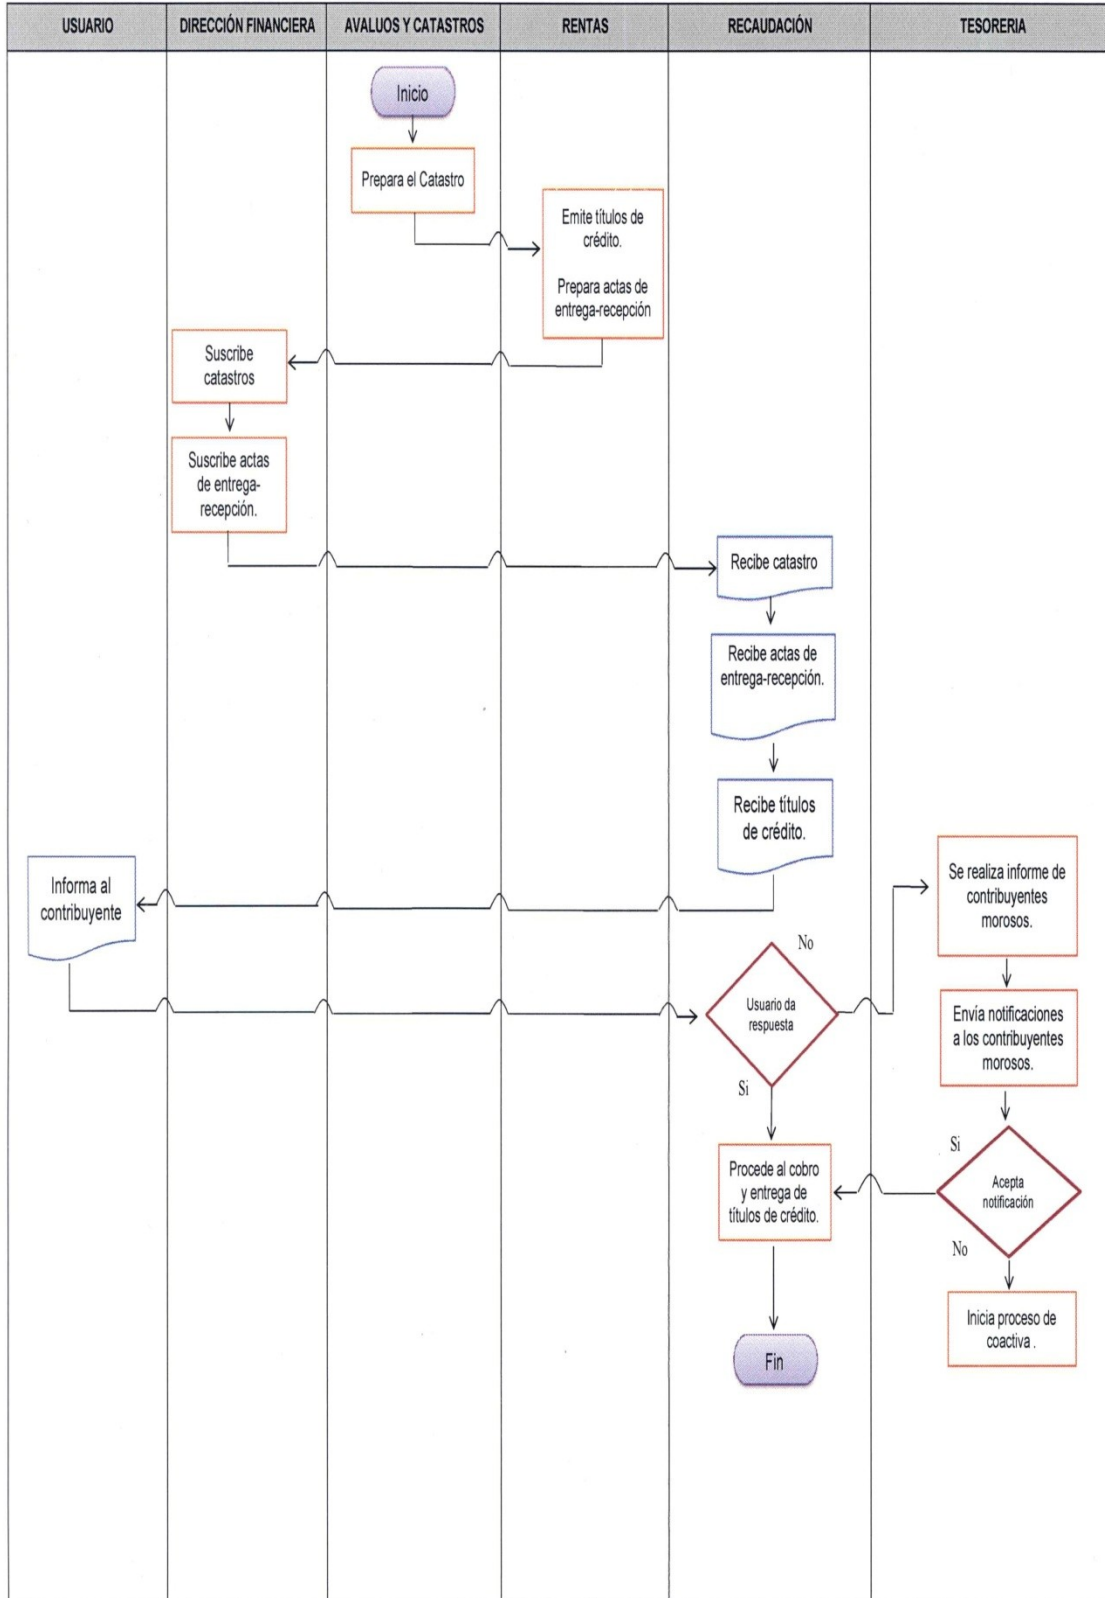 USUARIO
DIRECCIÓN FINANCIERA
AVALUOS Y CATASTROS
RENTAS
RECAUDACIÓN
TESORERIA
Inicio
Prepara el Catastro
Emite títulos de
crédito.
Prepara actas de
entrega-recepción
Suscribe
catastros
Suscribe actas
de entrega-
recepción.
Recibe catastro
Recibe actas de
entrega-recepción.
Recibe títulos
de crédito.
Informa al
contribuyente
Usuario da
respuesta
No
Si
Se realiza informe de
contribuyentes
morosos.
Envía notificaciones
a los contribuyentes
morosos.
Acepta
notificación
Si
No
Procede al cobro
y entrega de
títulos de crédito.
Inicia proceso de
coactiva .
Fin